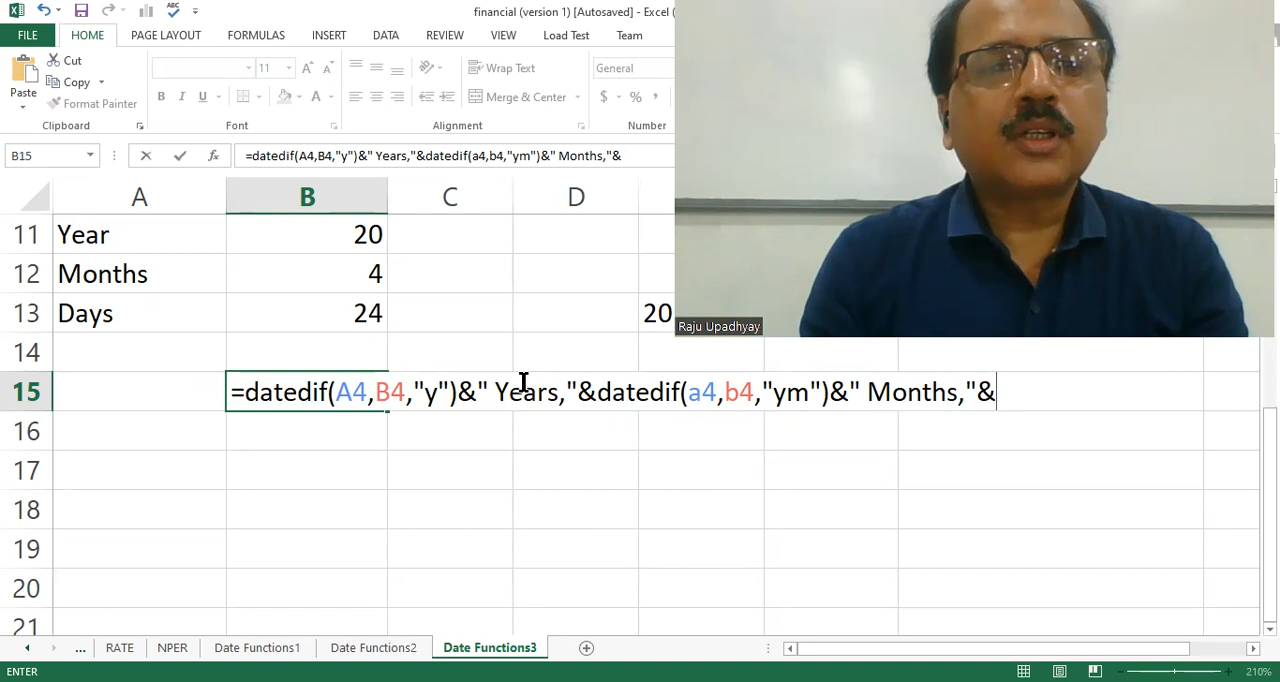 financial (version 1) [Autosaved] - Excel (
FILE HOME PAGE LAYOUT FORMULAS INSERT DATA REVIEW VIEW Load Test Team
Cut
Copy
Format Painter
Paste
11
Wrap Text
Merge & Center
General
B I U A $ % ,
Clipboard Font Alignment Number
B15 fx =datedif(A4,B4,"y")&" Years,"&datedif(a4,b4,"ym")&" Months,"&
A B C D
11 Year 20
12 Months 4
13 Days 24 20
Raju Upadhyay
14
15 =datedif(A4,B4,"y")&" Years,"&datedif(a4,b4,"ym")&" Months,"&
16
17
18
19
20
21
... RATE NPER Date Functions1 Date Functions2 Date Functions3
ENTER 210%